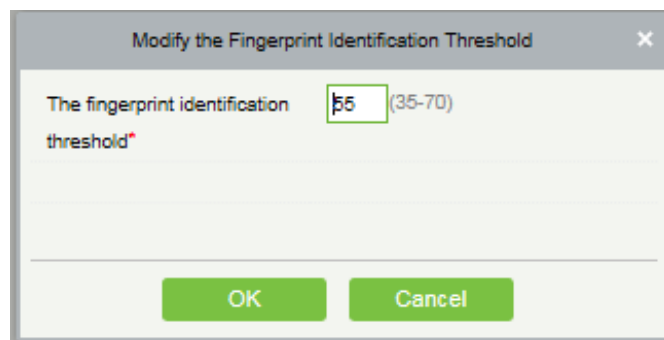 Modify the Fingerprint Identification Threshold ×
The fingerprint identification 55 (35-70)
threshold*
OK Cancel